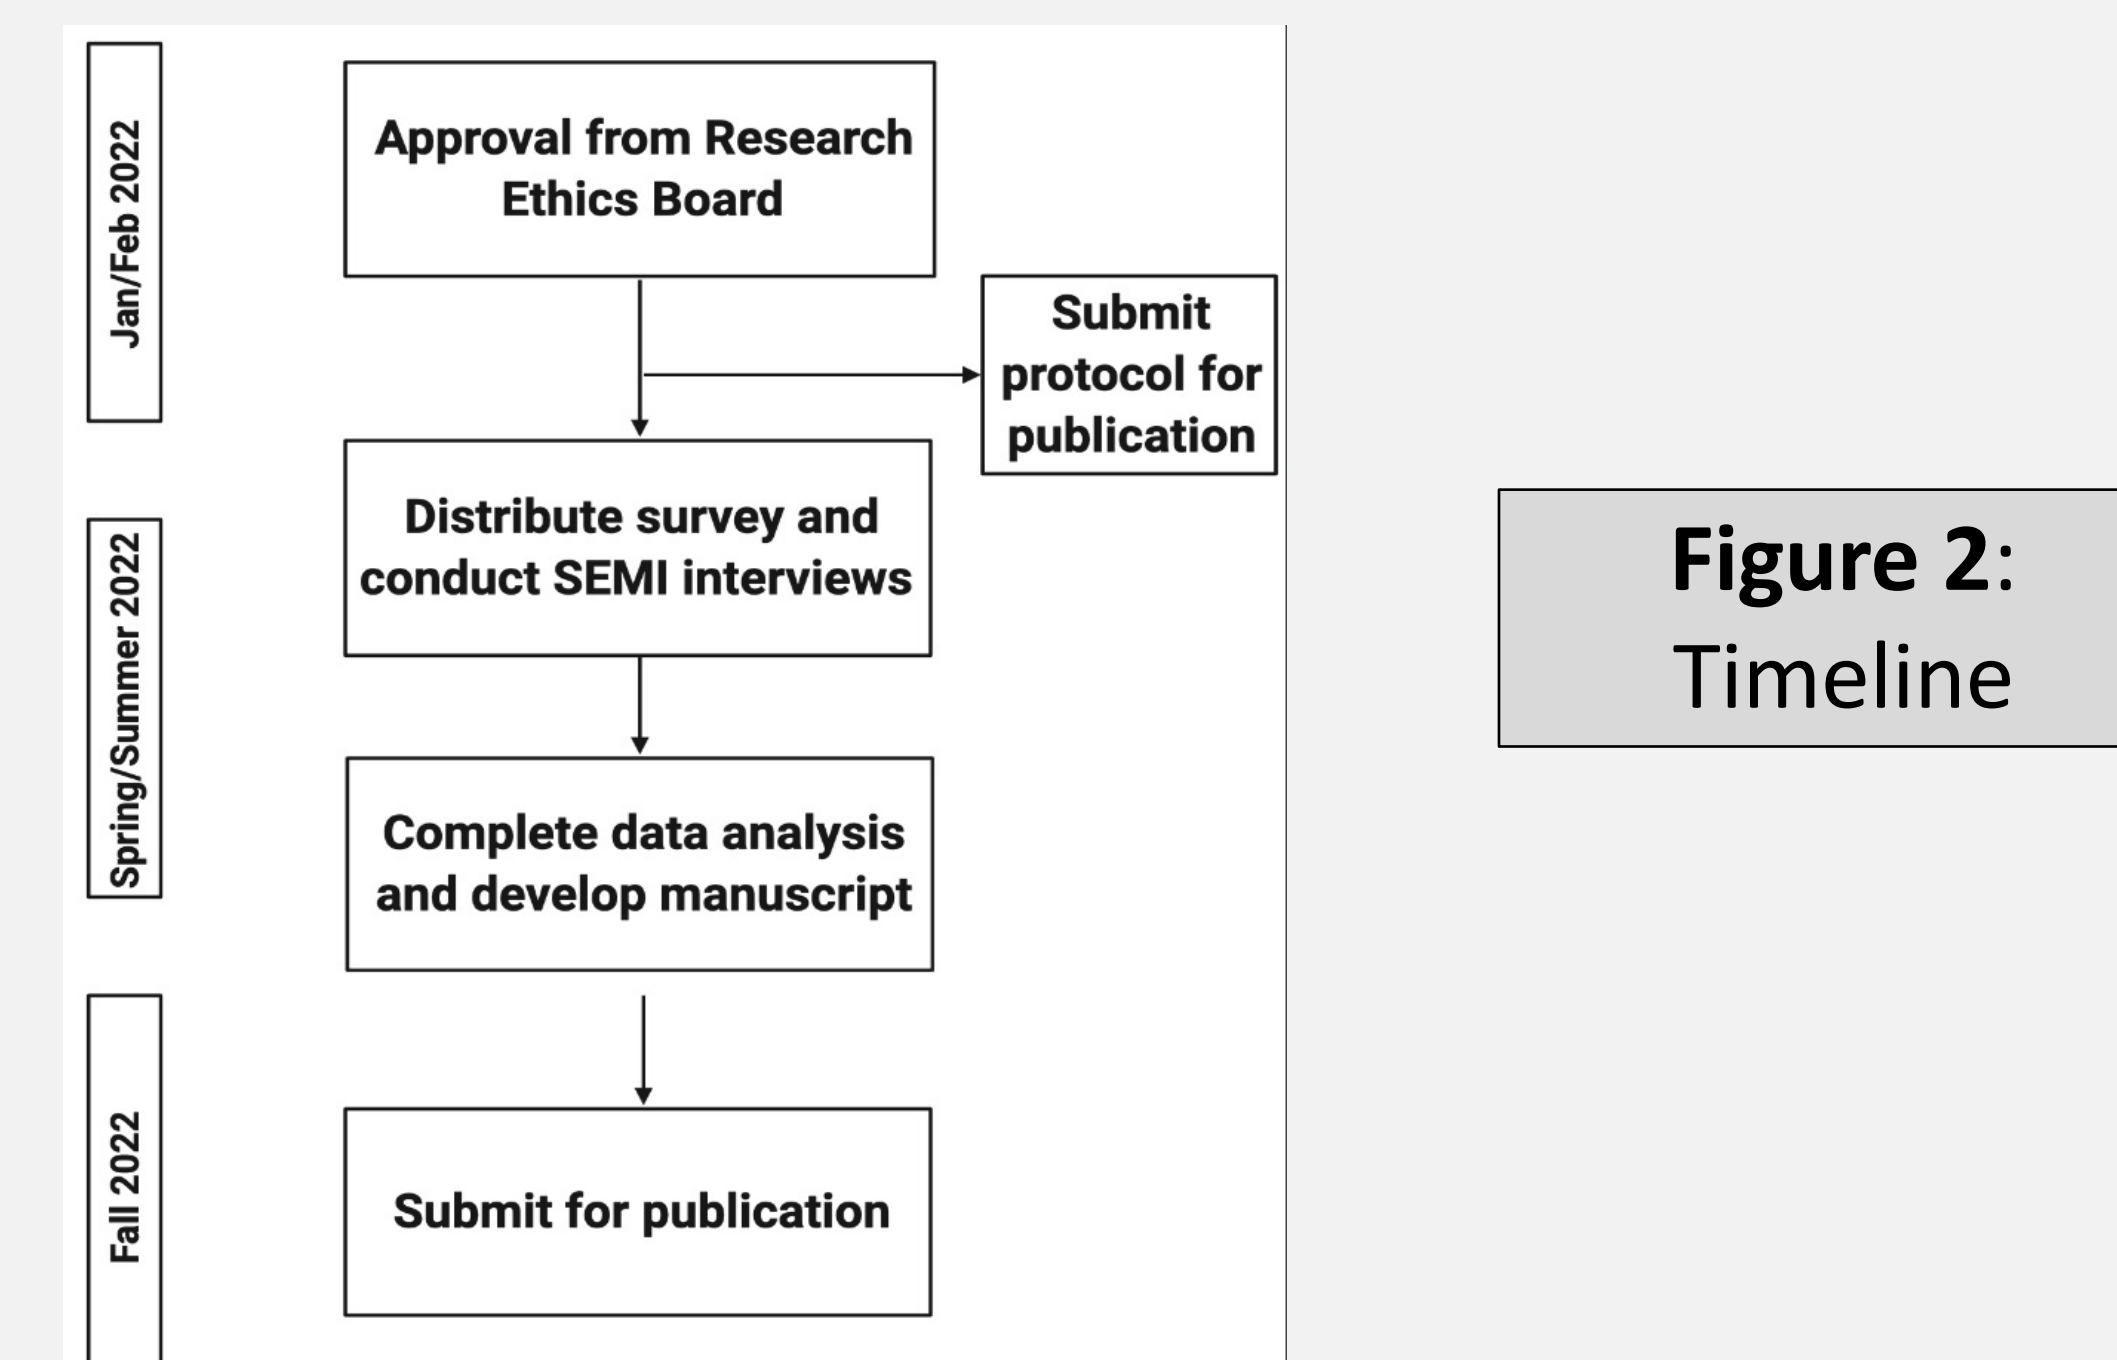 Jan/Feb 2022
Approval from Research
Ethics Board
Submit
protocol for
publication
Spring/Summer 2022
Distribute survey and
conduct SEMI interviews
Complete data analysis
and develop manuscript
Fall 2022
Submit for publication
Figure 2:
Timeline